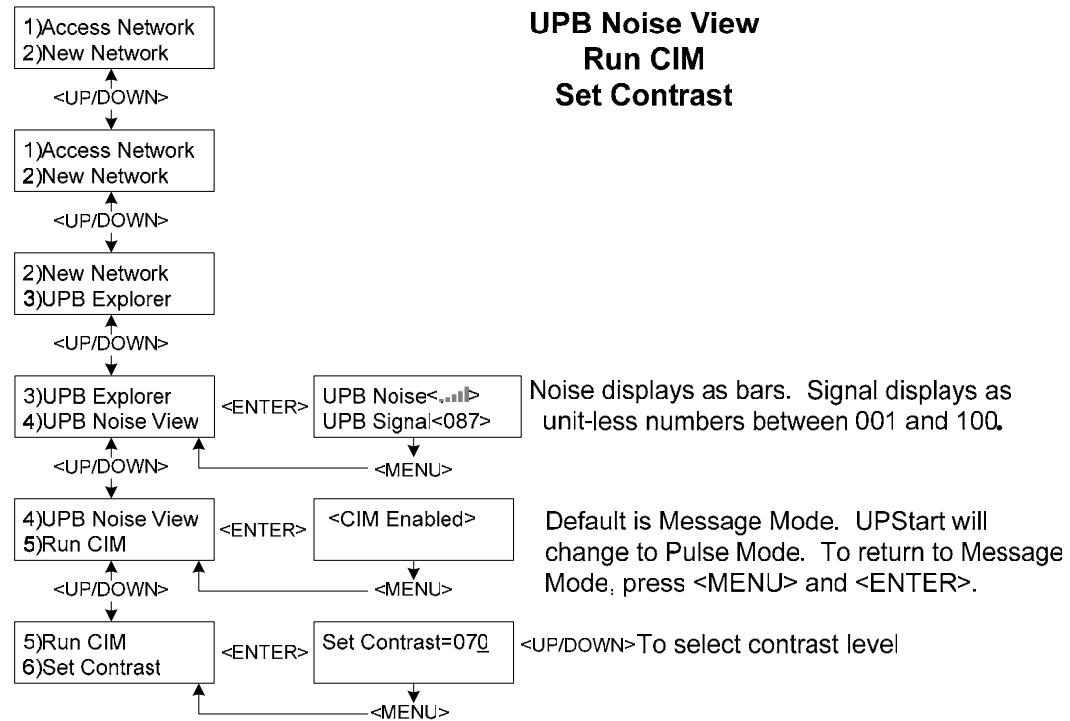 UPB Noise View
Run CIM
Set Contrast
1)Access Network
2)New Network
<UP/DOWN>
1)Access Network
2)New Network
<UP/DOWN>
2)New Network
3)UPB Explorer
<UP/DOWN>
3)UPB Explorer
4)UPB Noise View
<ENTER>
UPB Noise< >
UPB Signal<087>
<MENU>
Noise displays as bars. Signal displays as
unit-less numbers between 001 and 100.
<UP/DOWN>
4)UPB Noise View
5)Run CIM
<ENTER>
<CIM Enabled>
<MENU>
Default is Message Mode. UPStart will
change to Pulse Mode. To return to Message
Mode, press <MENU> and <ENTER>.
<UP/DOWN>
5)Run CIM
6)Set Contrast
<ENTER>
Set Contrast=070
<UP/DOWN>To select contrast level
<MENU>